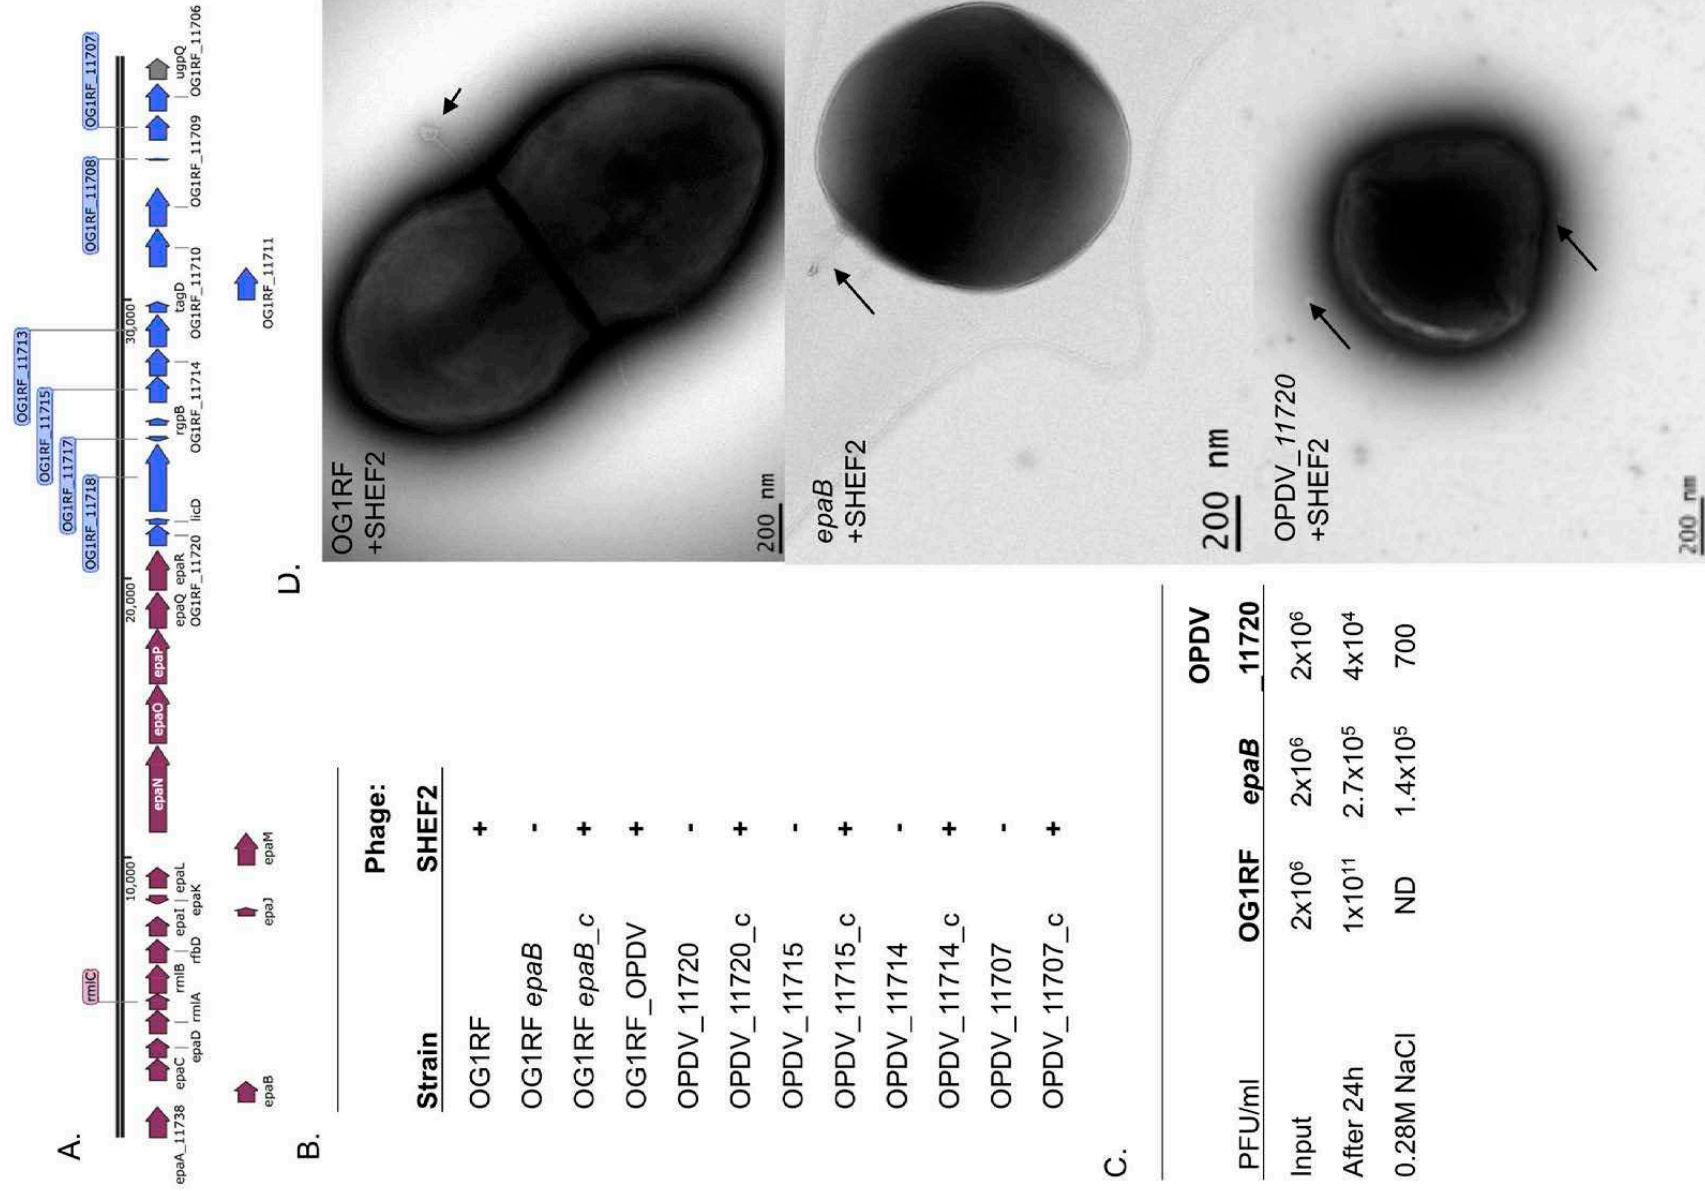 A.
OG1RF_11713
OG1RF_11715
OG1RF_11717
rmlC
OG1RF_11718
OG1RF_11708
OG1RF_11707
10,000
20,000
30,000
epaN
epaO
epaP
epaA_11738
epaC
rmlB
epaI
epaL
epaQ
epaR
licD
rgpB
tagD
OG1RF_11709
ugpQ
epaD
rmlA
rfbD
epaK
OG1RF_11720
OG1RF_11714
OG1RF_11710
OG1RF_11706
epaB
epaJ
epaM
OG1RF_11711
B.
Phage:
Strain SHEF2
OG1RF +
OG1RF epaB -
OG1RF epaB_c +
OG1RF_OPDV +
OPDV_11720 -
OPDV_11720_c +
OPDV_11715 -
OPDV_11715_c +
OPDV_11714 -
OPDV_11714_c +
OPDV_11707 -
OPDV_11707_c +
C.
OPDV
PFU/ml OG1RF epaB _11720
Input 2x10⁶ 2x10⁶ 2x10⁶
After 24h 1x10¹¹ 2.7x10⁵ 4x10⁴
0.28M NaCl ND 1.4x10⁵ 700
D.
OG1RF
+SHEF2
200 nm
epaB
+SHEF2
200 nm
OPDV_11720
+SHEF2
200 nm